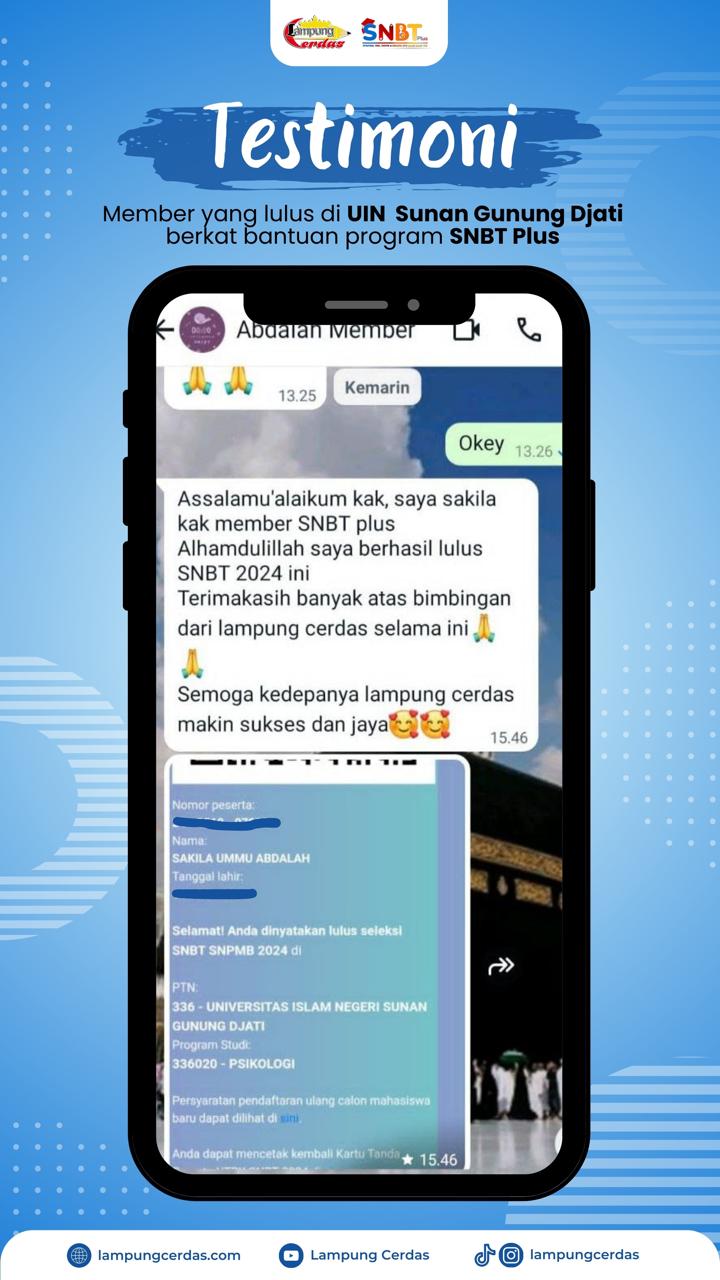 Lampung
Cerdas
SNBT Plus
Testimoni
Member yang lulus di UIN Sunan Gunung Djati
berkat bantuan program SNBT Plus
Abdalah Member
13.25
Kemarin
Okey 13.26
Assalamu'alaikum kak, saya sakila
kak member SNBT plus
Alhamdulillah saya berhasil lulus
SNBT 2024 ini
Terimakasih banyak atas bimbingan
dari lampung cerdas selama ini🙏
🙏
Semoga kedepanya lampung cerdas
makin sukses dan jaya🥰🥰
15.46
Nomor peserta:
Nama:
SAKILA UMMU ABDALAH
Tanggal lahir:
Selamat! Anda dinyatakan lulus seleksi
SNBT SNPMB 2024 di
PTN:
336 - UNIVERSITAS ISLAM NEGERI SUNAN
GUNUNG DJATI
Program Studi:
336020 - PSIKOLOGI
Persyaratan pendaftaran ulang calon mahasiswa
baru dapat dilihat di sini.
Anda dapat mencetak kembali Kartu Tanda
15.46
lampungcerdas.com
Lampung Cerdas
lampungcerdas